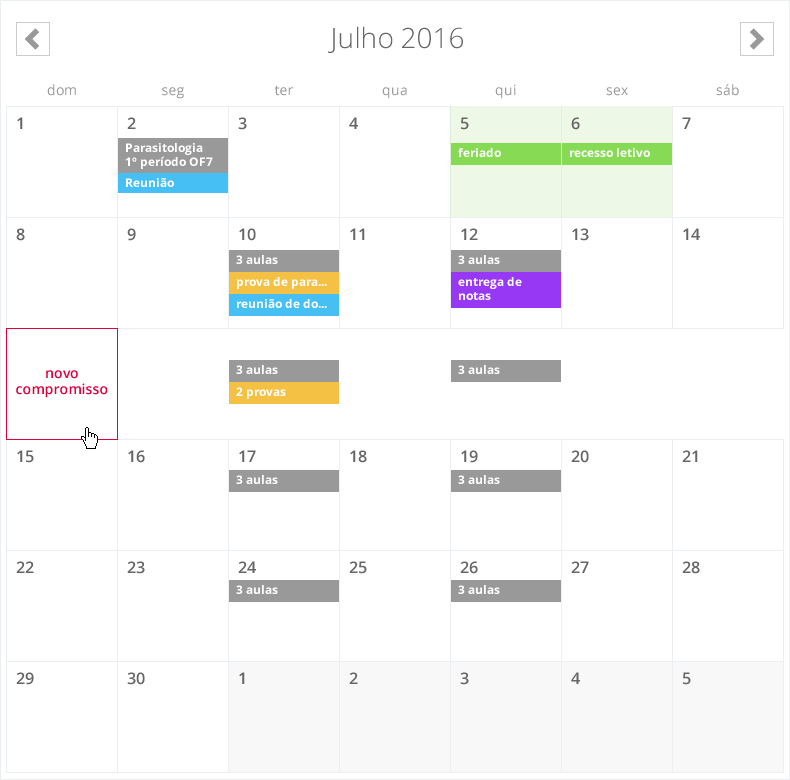 Julho 2016
dom seg ter qua qui sex sáb
1 2 3 4 5 6 7
Parasitologia
1º período OF7
Reunião
feriado
recesso letivo
8 9 10 11 12 13 14
3 aulas
prova de para...
reunião de do...
3 aulas
entrega de
notas
novo
compromisso
3 aulas
2 provas
3 aulas
15 16 17 18 19 20 21
3 aulas
3 aulas
22 23 24 25 26 27 28
3 aulas
3 aulas
29 30 1 2 3 4 5